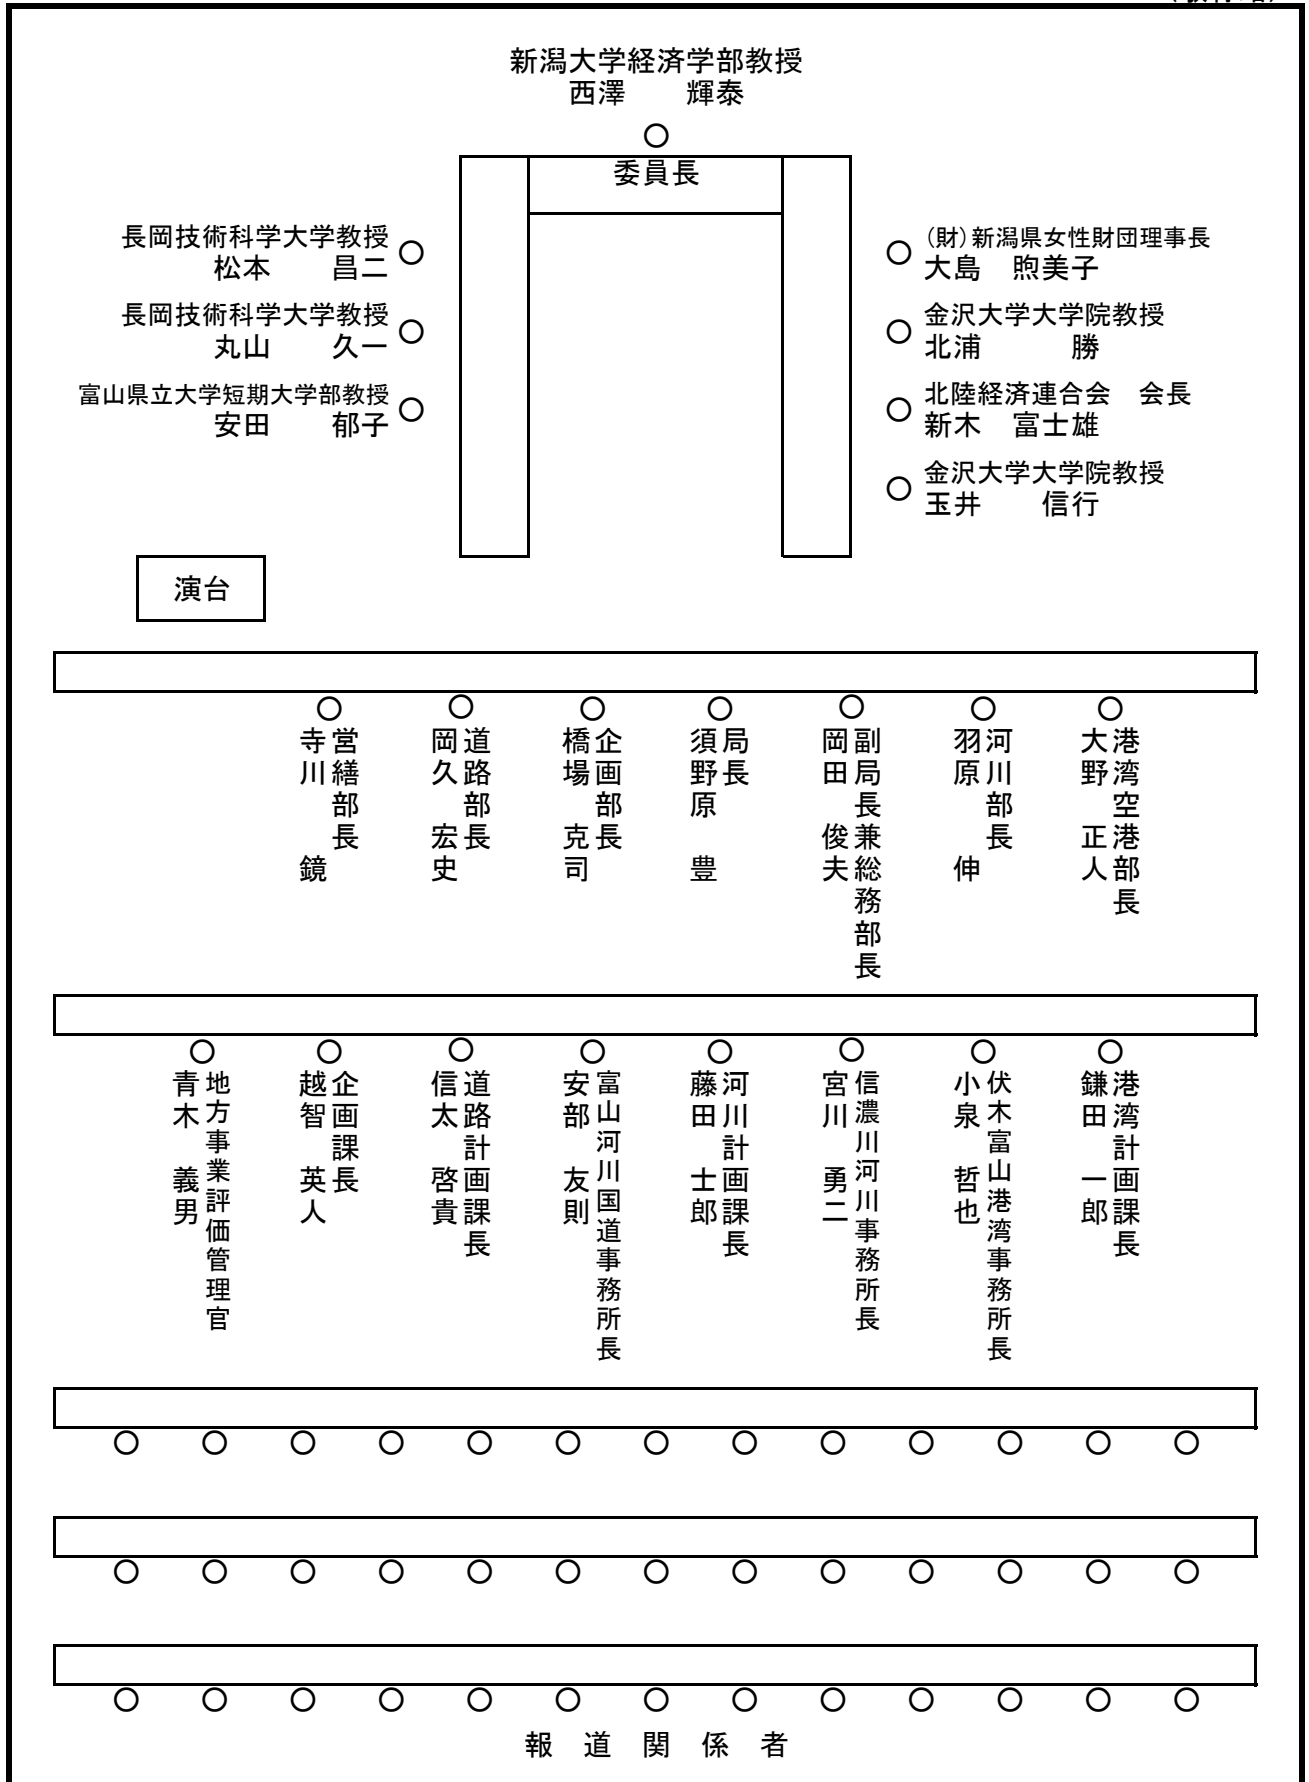 新潟大学経済学部教授
西澤　　輝泰
委員長
長岡技術科学大学教授
松本　　昌二
長岡技術科学大学教授
丸山　　久一
富山県立大学短期大学部教授
安田　　郁子
(財)新潟県女性財団理事長
大島　煦美子
金沢大学大学院教授
北浦　　　勝
北陸経済連合会　会長
新木　富士雄
金沢大学大学院教授
玉井　　信行
演台
営繕部長
寺川　　鏡
道路部長
岡久　宏史
企画部長
橋場　克司
局長
須野原　豊
副局長兼総務部長
岡田　俊夫
河川部長
羽原　　伸
港湾空港部長
大野　正人
地方事業評価管理官
青木　義男
企画課長
越智　英人
道路計画課長
信太　啓貴
富山河川国道事務所長
安部　友則
河川計画課長
藤田　士郎
信濃川河川事務所長
宮川　勇二
伏木富山港湾事務所長
小泉　哲也
港湾計画課長
鎌田　一郎
報　道　関　係　者